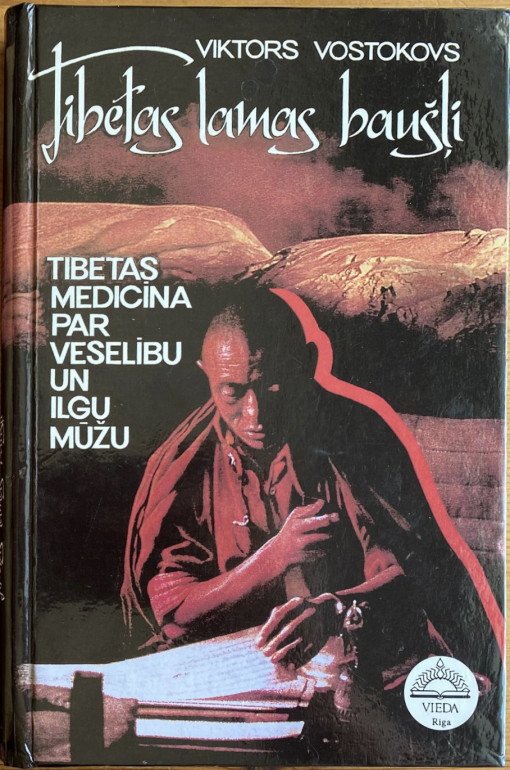 VIKTORS VOSTOKOVS
Tibetas lamas baušļi
TIBETAS
MEDICĪNA
PAR
VESELĪBU
UN
ILGU
MŪŽU
VIEDA
Rīga